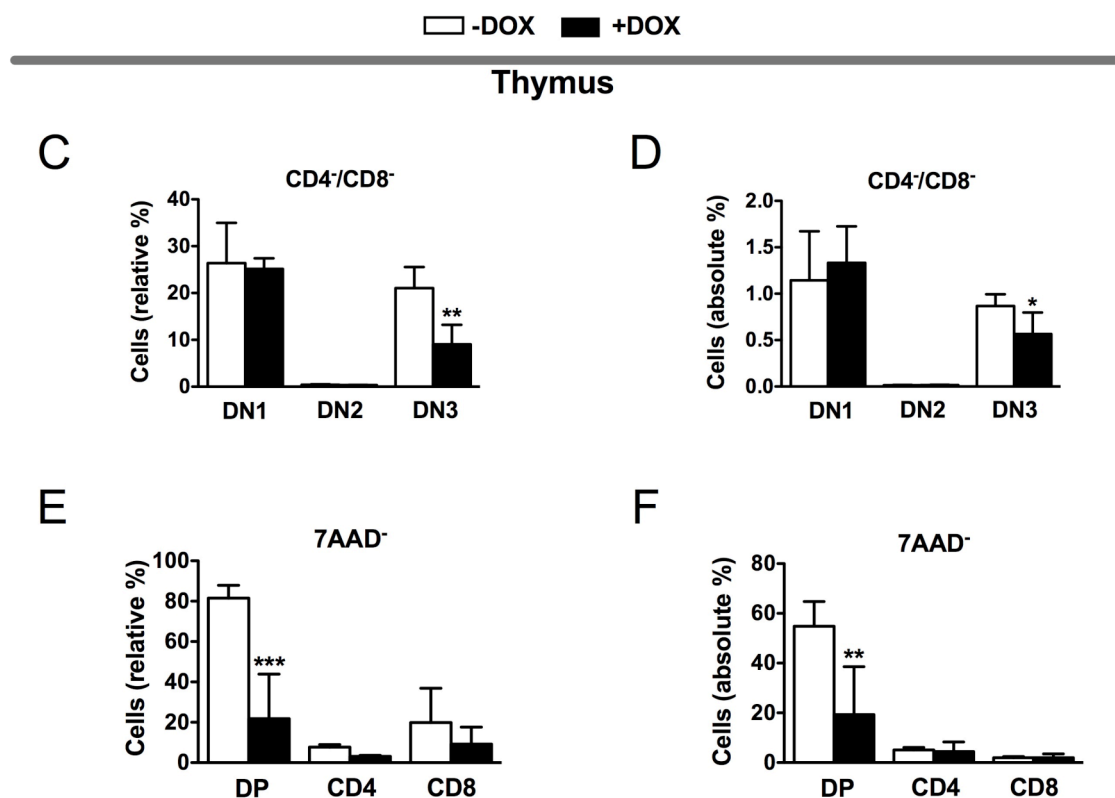 -DOX +DOX
Thymus
C
CD4⁻/CD8⁻
Cells (relative %)
40
30
20
10
0
DN1 DN2 DN3
**
D
CD4⁻/CD8⁻
Cells (absolute %)
2.0
1.5
1.0
0.5
0.0
DN1 DN2 DN3
*
E
7AAD⁻
Cells (relative %)
100
80
60
40
20
0
DP CD4 CD8
***
F
7AAD⁻
Cells (absolute %)
80
60
40
20
0
DP CD4 CD8
**